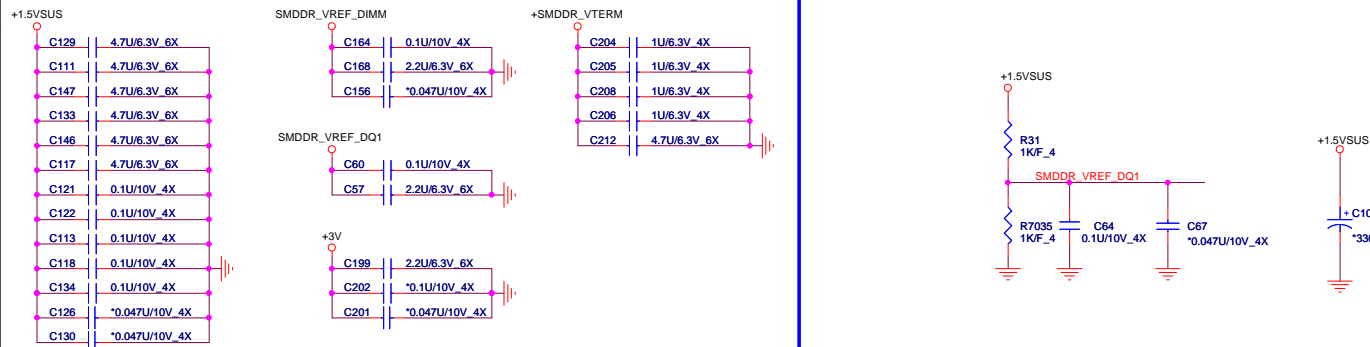 +1.5VSUS
C129 4.7U/6.3V_6X
C111 4.7U/6.3V_6X
C147 4.7U/6.3V_6X
C133 4.7U/6.3V_6X
C146 4.7U/6.3V_6X
C117 4.7U/6.3V_6X
C121 0.1U/10V_4X
C122 0.1U/10V_4X
C113 0.1U/10V_4X
C118 0.1U/10V_4X
C134 0.1U/10V_4X
C126 *0.047U/10V_4X
C130 *0.047U/10V_4X
SMDDR_VREF_DIMM
C164 0.1U/10V_4X
C168 2.2U/6.3V_6X
C156 *0.047U/10V_4X
SMDDR_VREF_DQ1
C60 0.1U/10V_4X
C57 2.2U/6.3V_6X
+3V
C199 2.2U/6.3V_6X
C202 *0.1U/10V_4X
C201 *0.047U/10V_4X
+SMDDR_VTERM
C204 1U/6.3V_4X
C205 1U/6.3V_4X
C208 1U/6.3V_4X
C206 1U/6.3V_4X
C212 4.7U/6.3V_6X
+1.5VSUS
R31
1K/F_4
SMDDR_VREF_DQ1
R7035
1K/F_4
C64
0.1U/10V_4X
C67
*0.047U/10V_4X
+1.5VSUS
+